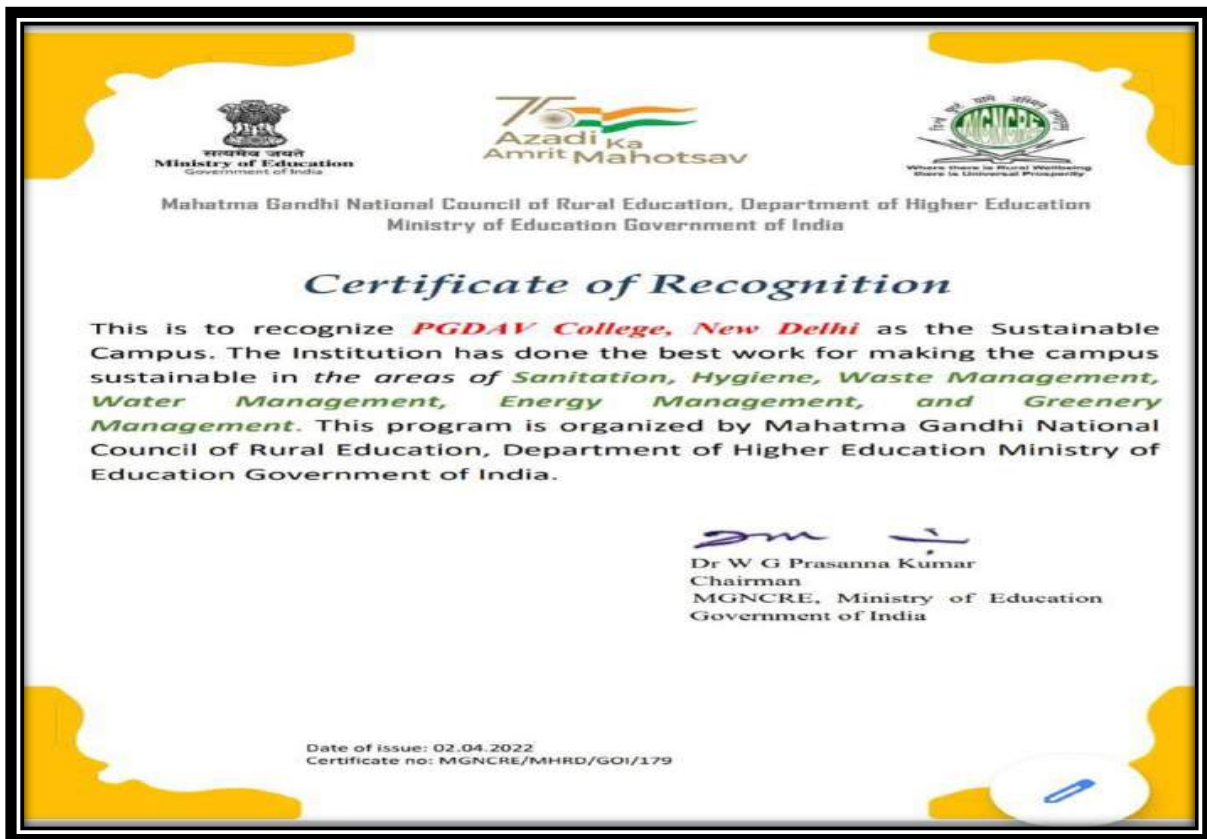 सत्यमेव जयते
Ministry of Education
Government of India
75
Azadi Ka
Amrit Mahotsav
MGNCRE
Where there is Rural Wellbeing
there is Universal Prosperity
Mahatma Gandhi National Council of Rural Education, Department of Higher Education
Ministry of Education Government of India
Certificate of Recognition
This is to recognize PGDAV College, New Delhi as the Sustainable
Campus. The Institution has done the best work for making the campus
sustainable in the areas of Sanitation, Hygiene, Waste Management,
Water Management, Energy Management, and Greenery
Management. This program is organized by Mahatma Gandhi National
Council of Rural Education, Department of Higher Education Ministry of
Education Government of India.
Dr W G Prasanna Kumar
Chairman
MGNCRE, Ministry of Education
Government of India
Date of issue: 02.04.2022
Certificate no: MGNCRE/MHRD/GOI/179